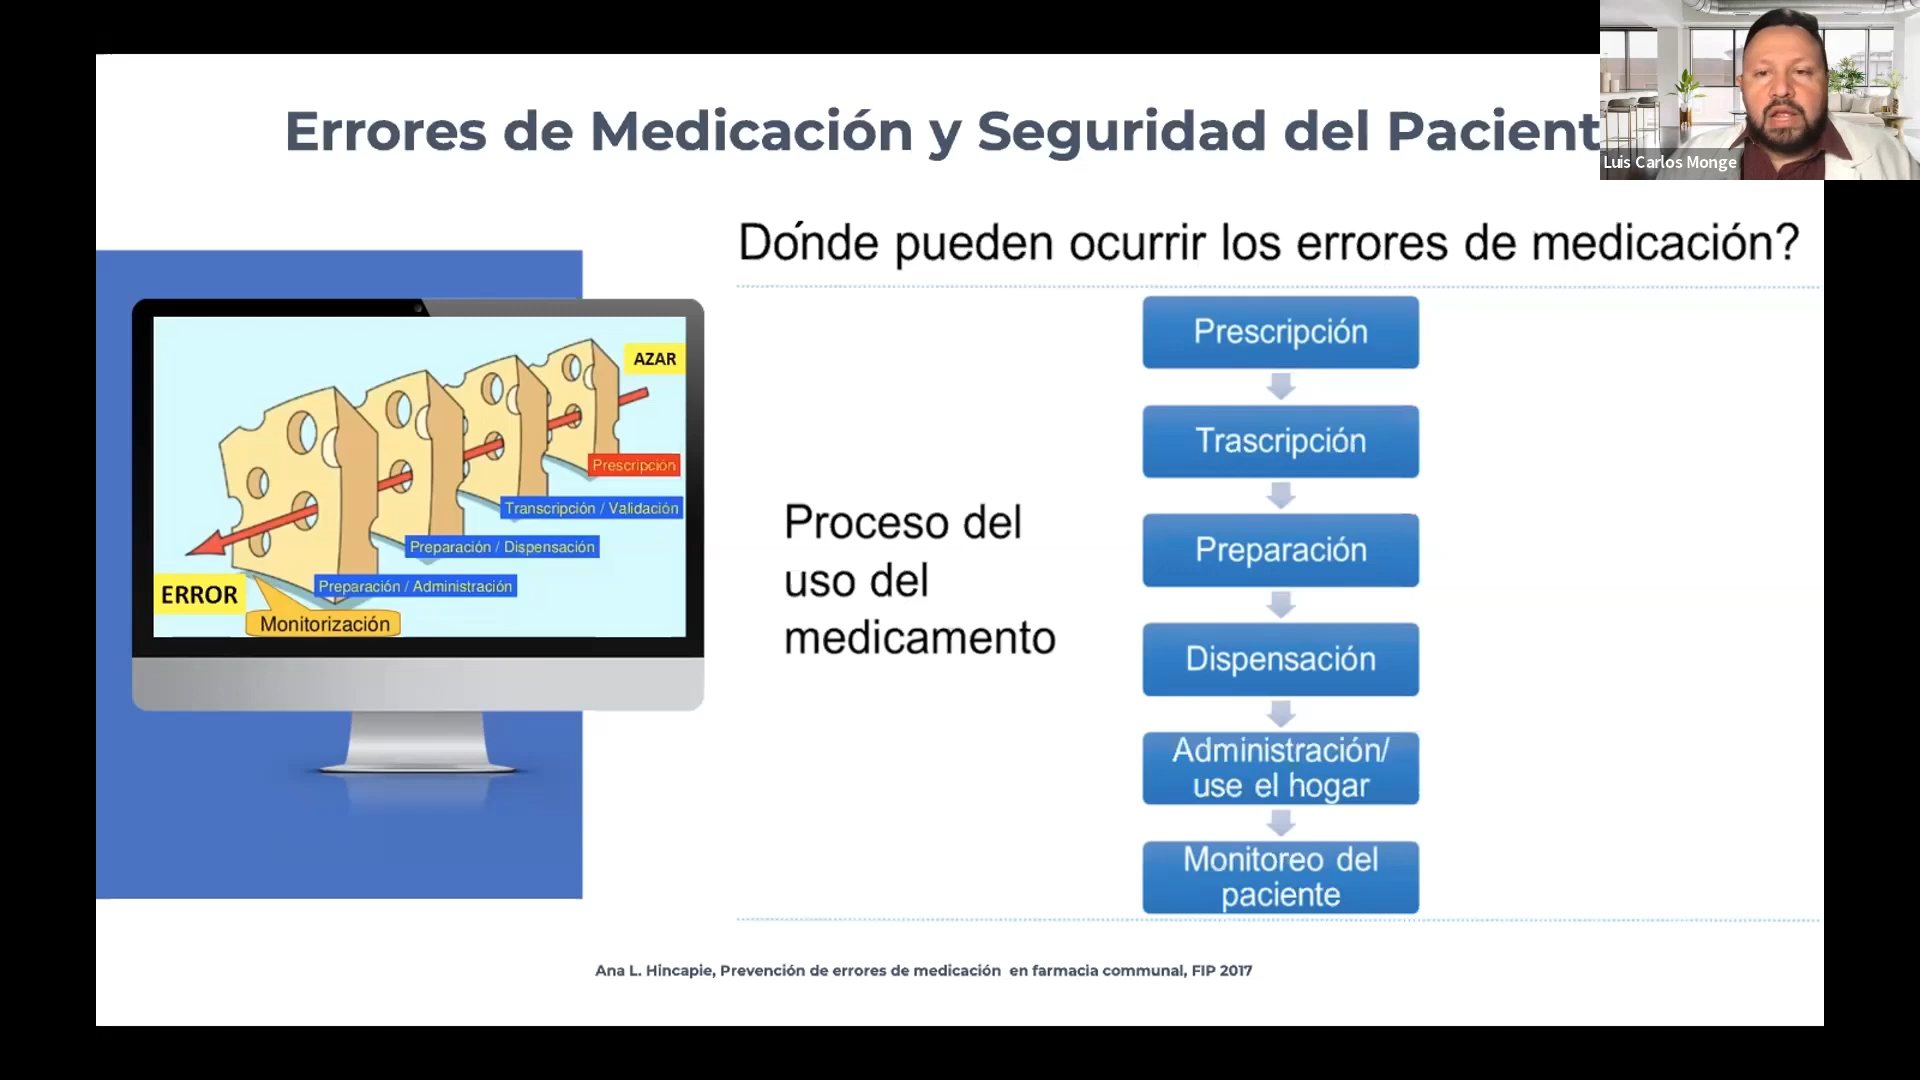 Errores de Medicación y Seguridad del Pacient
Luis Carlos Monge
Dónde pueden ocurrir los errores de medicación?
AZAR
Prescripción
Transcripción / Validación
Preparación / Dispensación
Preparación / Administración
ERROR
Monitorización
Proceso del
uso del
medicamento
Prescripción
Trascripción
Preparación
Dispensación
Administración/
use el hogar
Monitoreo del
paciente
Ana L. Hincapie, Prevención de errores de medicación en farmacia communal, FIP 2017